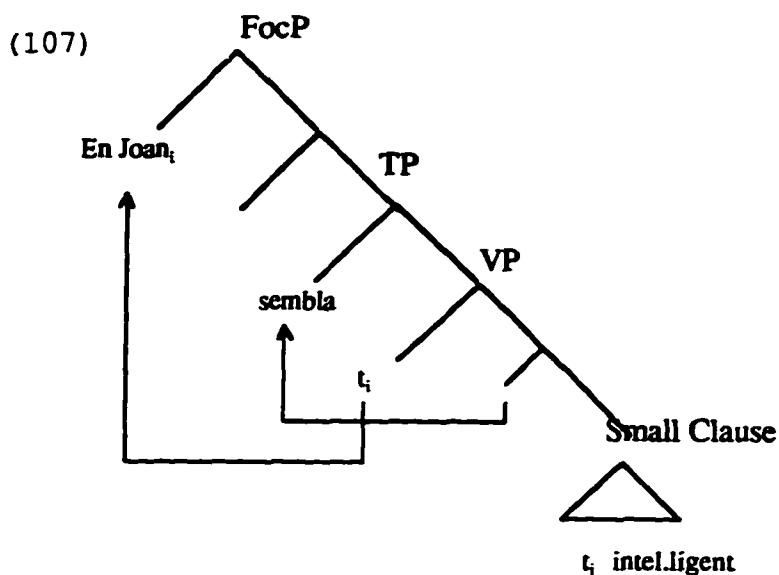 (107)
FocP
En Joanᵢ
TP
sembla
VP
tᵢ
Small Clause
tᵢ intel.ligent